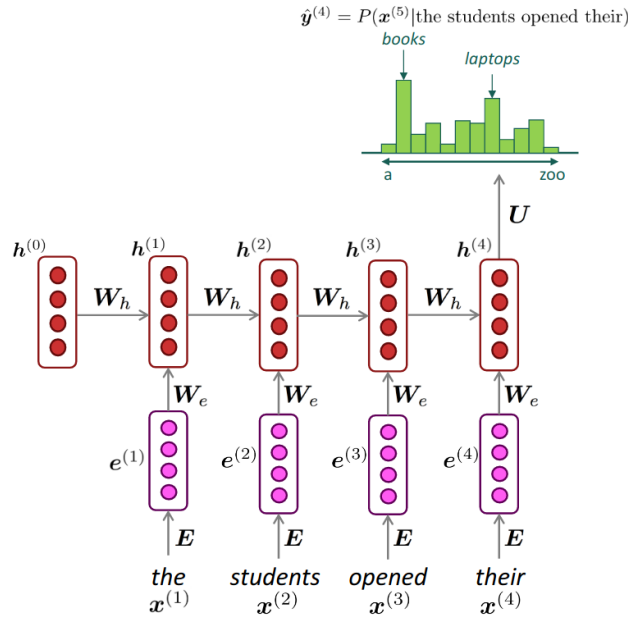 ŷ^(4) = P(x^(5)|the students opened their)
books
laptops
a zoo
U
h^(0) h^(1) h^(2) h^(3) h^(4)
W_h W_h W_h W_h
W_e W_e W_e W_e
e^(1) e^(2) e^(3) e^(4)
E E E E
the students opened their
x^(1) x^(2) x^(3) x^(4)